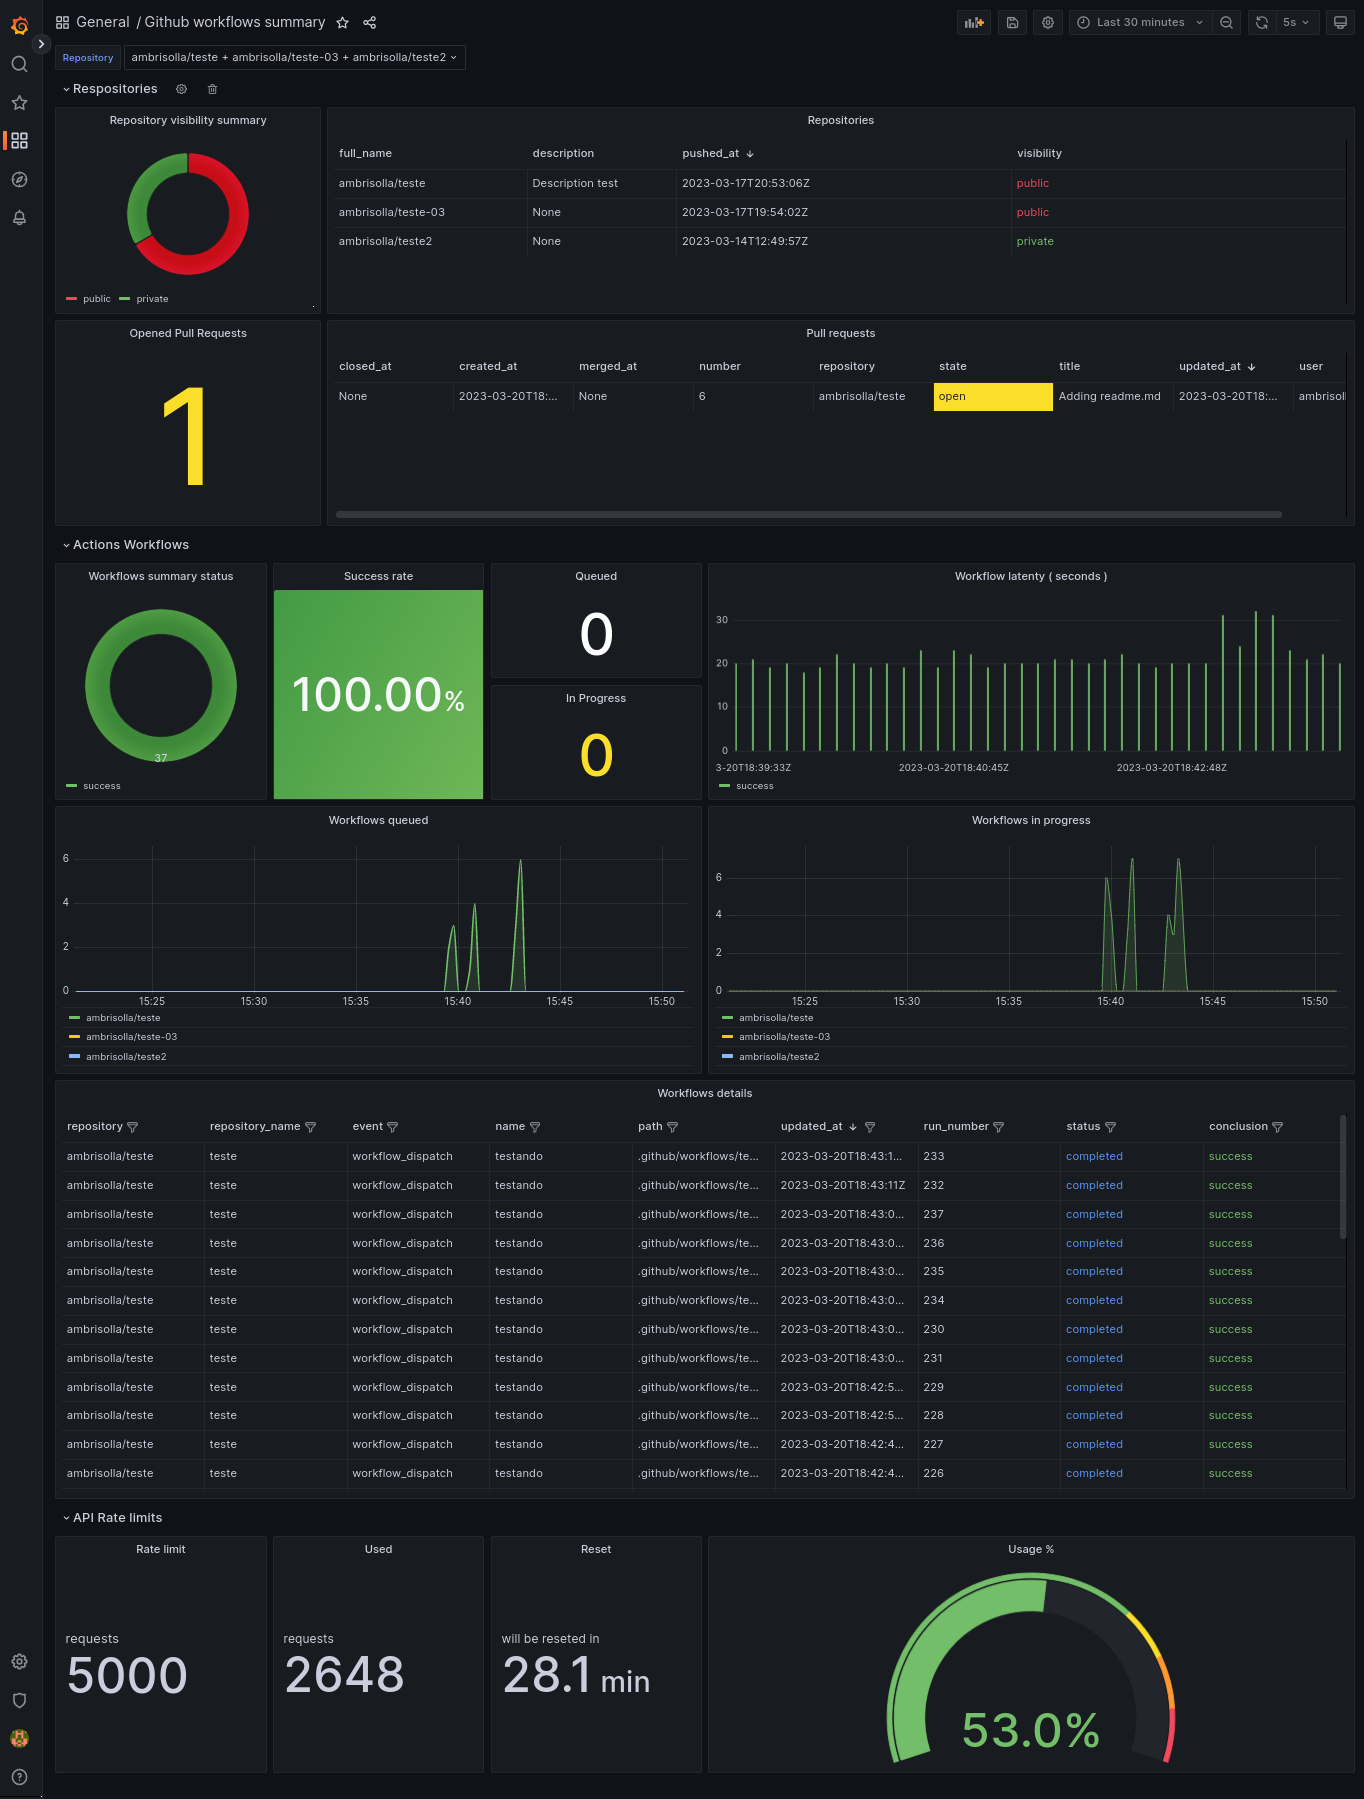 General / Github workflows summary
Last 30 minutes
5s
Repository
ambrisolla/teste + ambrisolla/teste-03 + ambrisolla/teste2
Respositories
Repository visibility summary
public private
Repositories
full_name description pushed_at visibility
ambrisolla/teste Description test 2023-03-17T20:53:06Z public
ambrisolla/teste-03 None 2023-03-17T19:54:02Z public
ambrisolla/teste2 None 2023-03-14T12:49:57Z private
Opened Pull Requests
1
Pull requests
closed_at created_at merged_at number repository state title updated_at user
None 2023-03-20T18:... None 6 ambrisolla/teste open Adding readme.md 2023-03-20T18:... ambrisoll
Actions Workflows
Workflows summary status
37
success
Success rate
100.00%
Queued
0
In Progress
0
Workflow latenty ( seconds )
30
20
10
0
3-20T18:39:33Z 2023-03-20T18:40:45Z 2023-03-20T18:42:48Z
success
Workflows queued
6
4
2
0
15:25 15:30 15:35 15:40 15:45 15:50
ambrisolla/teste
ambrisolla/teste-03
ambrisolla/teste2
Workflows in progress
6
4
2
0
15:25 15:30 15:35 15:40 15:45 15:50
ambrisolla/teste
ambrisolla/teste-03
ambrisolla/teste2
Workflows details
repository repository_name event name path updated_at run_number status conclusion
ambrisolla/teste teste workflow_dispatch testando .github/workflows/te... 2023-03-20T18:43:1... 233 completed success
ambrisolla/teste teste workflow_dispatch testando .github/workflows/te... 2023-03-20T18:43:11Z 232 completed success
ambrisolla/teste teste workflow_dispatch testando .github/workflows/te... 2023-03-20T18:43:0... 237 completed success
ambrisolla/teste teste workflow_dispatch testando .github/workflows/te... 2023-03-20T18:43:0... 236 completed success
ambrisolla/teste teste workflow_dispatch testando .github/workflows/te... 2023-03-20T18:43:0... 235 completed success
ambrisolla/teste teste workflow_dispatch testando .github/workflows/te... 2023-03-20T18:43:0... 234 completed success
ambrisolla/teste teste workflow_dispatch testando .github/workflows/te... 2023-03-20T18:43:0... 230 completed success
ambrisolla/teste teste workflow_dispatch testando .github/workflows/te... 2023-03-20T18:43:0... 231 completed success
ambrisolla/teste teste workflow_dispatch testando .github/workflows/te... 2023-03-20T18:42:5... 229 completed success
ambrisolla/teste teste workflow_dispatch testando .github/workflows/te... 2023-03-20T18:42:5... 228 completed success
ambrisolla/teste teste workflow_dispatch testando .github/workflows/te... 2023-03-20T18:42:4... 227 completed success
ambrisolla/teste teste workflow_dispatch testando .github/workflows/te... 2023-03-20T18:42:4... 226 completed success
API Rate limits
Rate limit
requests
5000
Used
requests
2648
Reset
will be reseted in
28.1 min
Usage %
53.0%